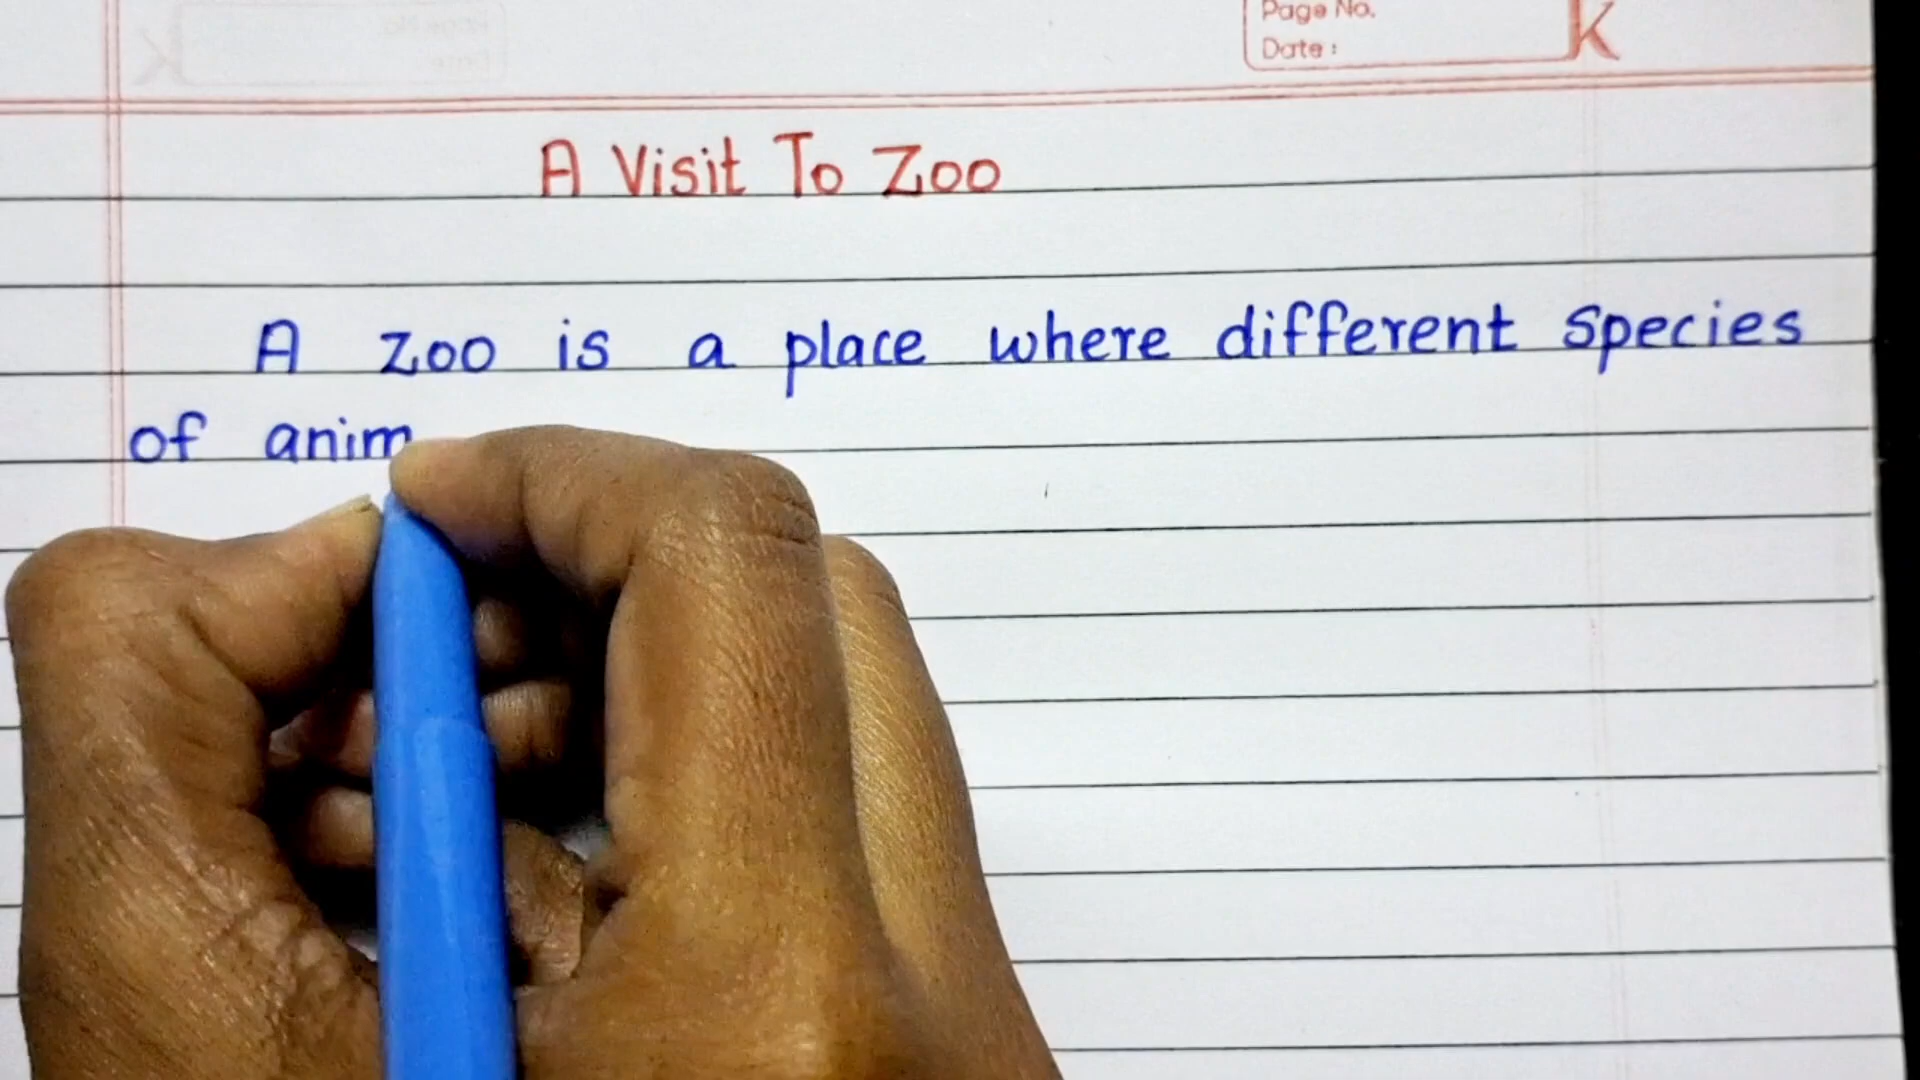 Page No.
Date :
K
A Visit To Zoo
A zoo is a place where different species
of anim